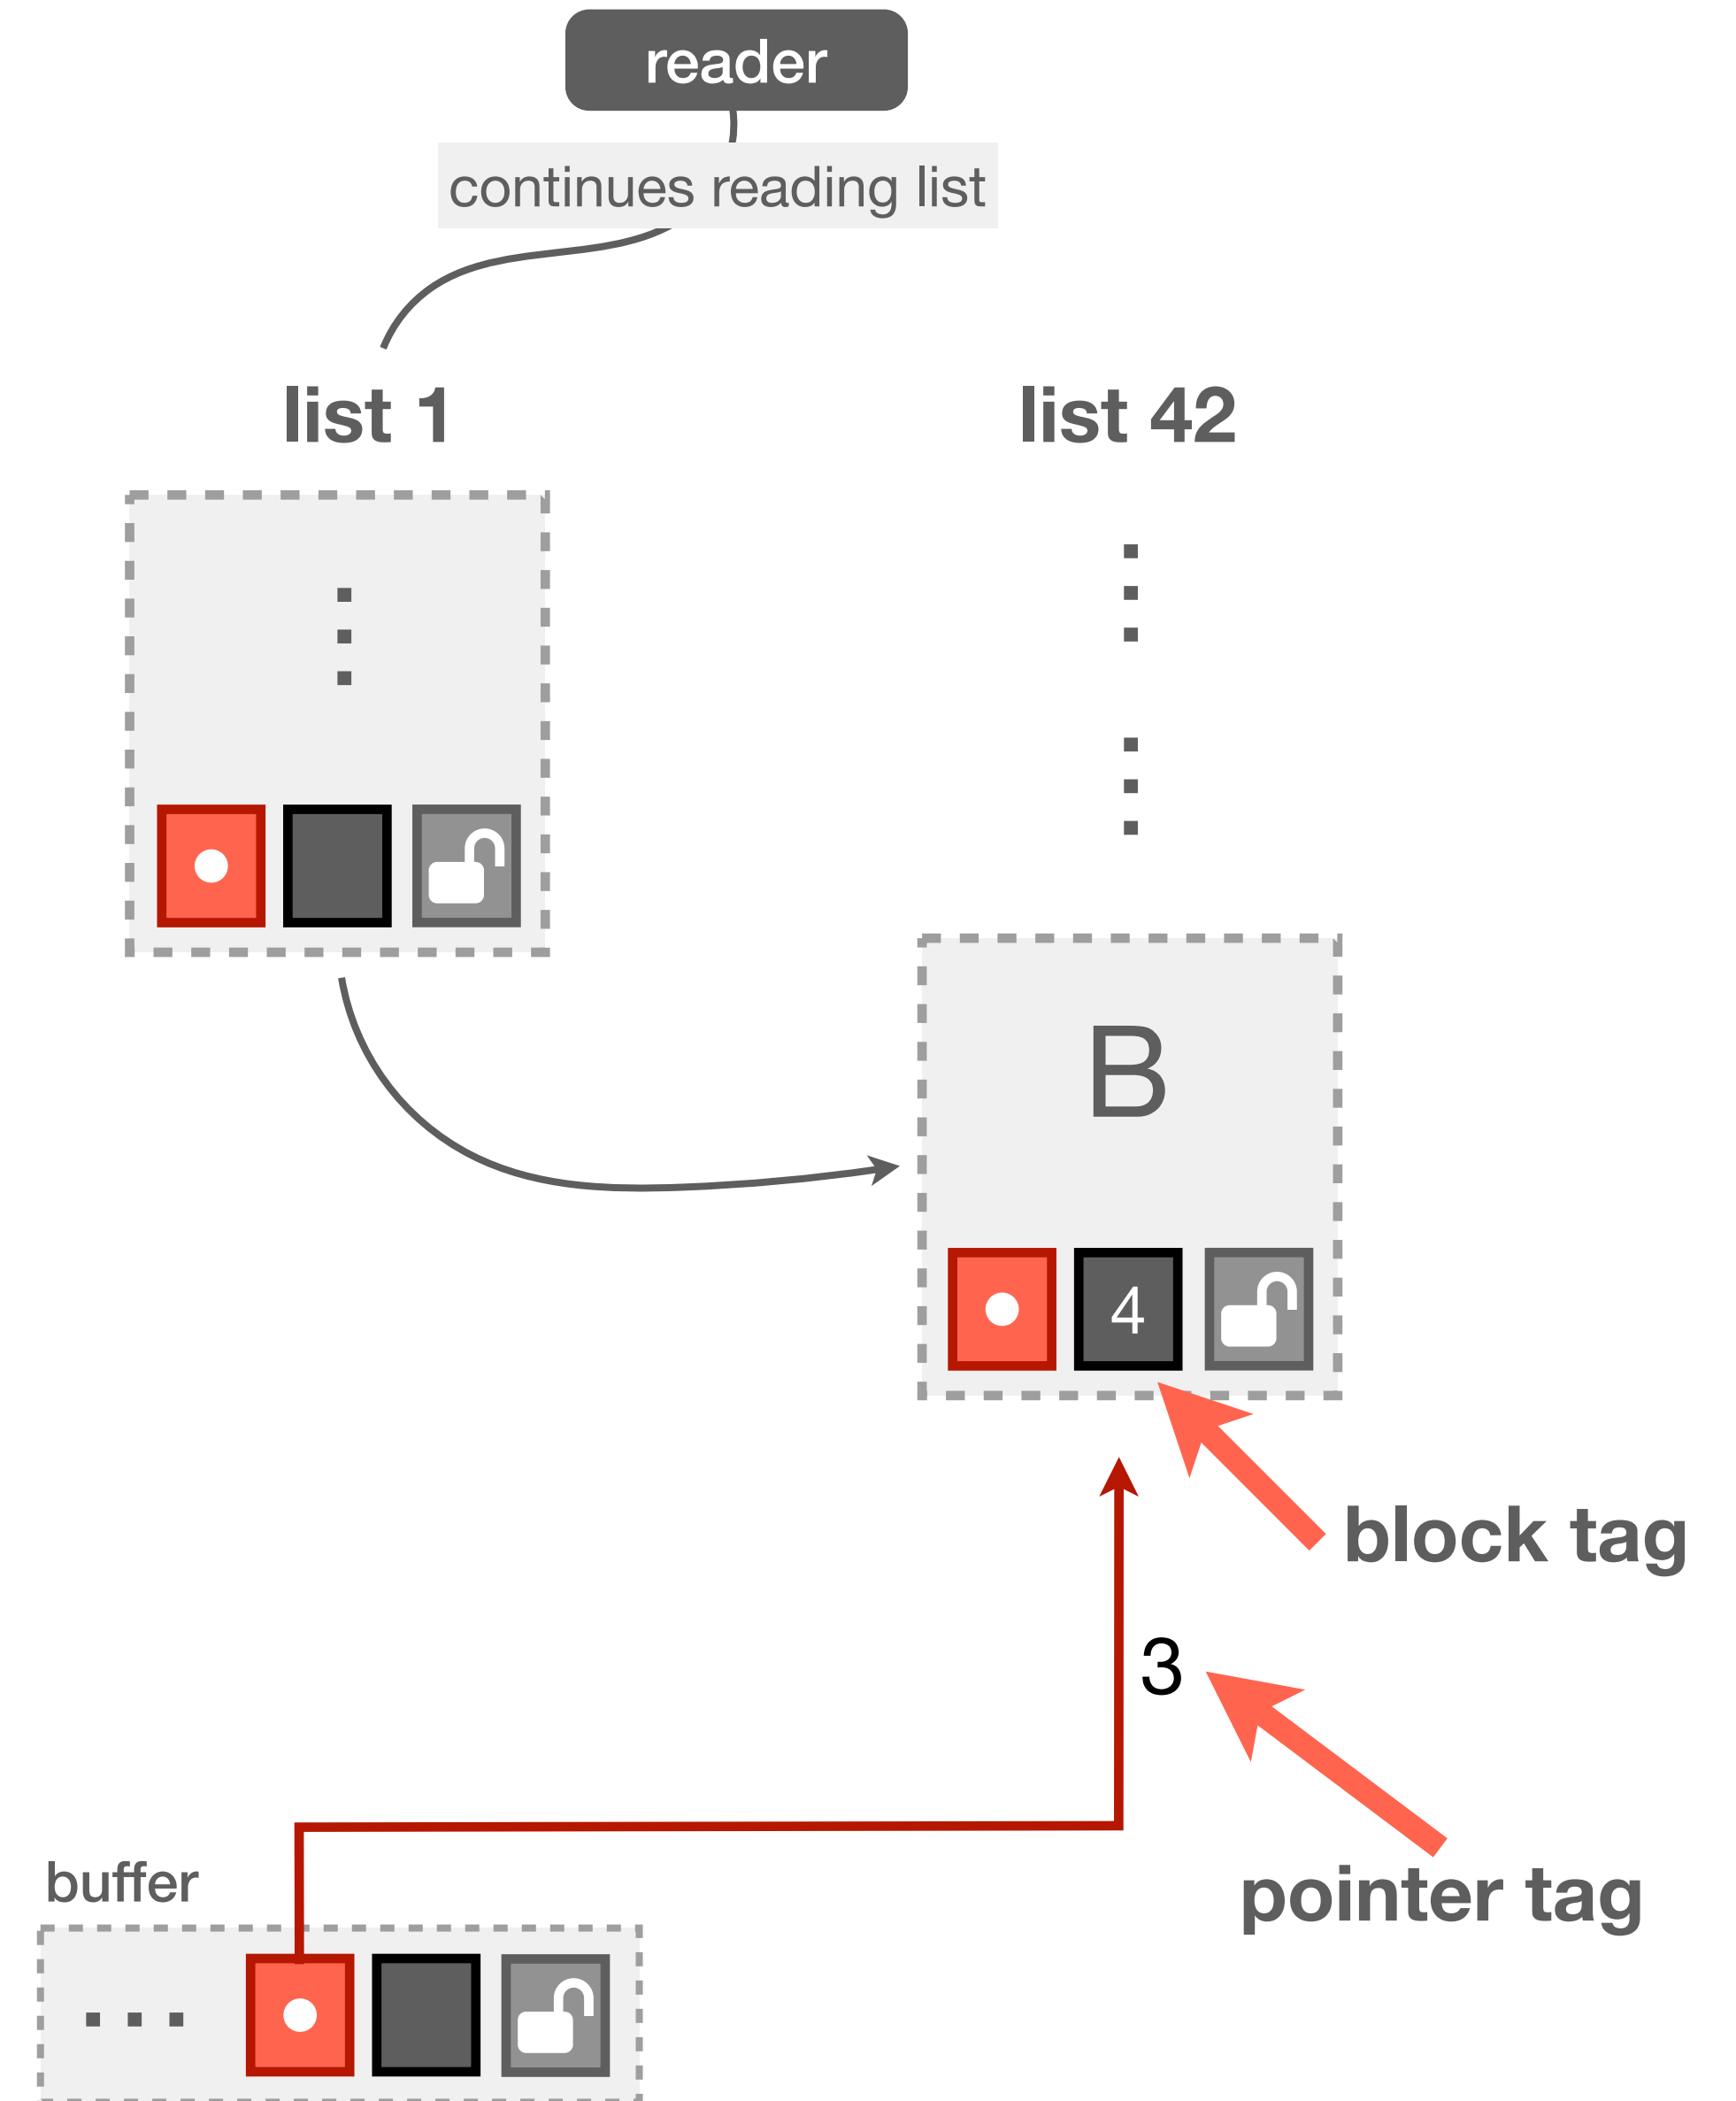 reader
continues reading list
list 1
list 42
B
4
block tag
3
pointer tag
buffer